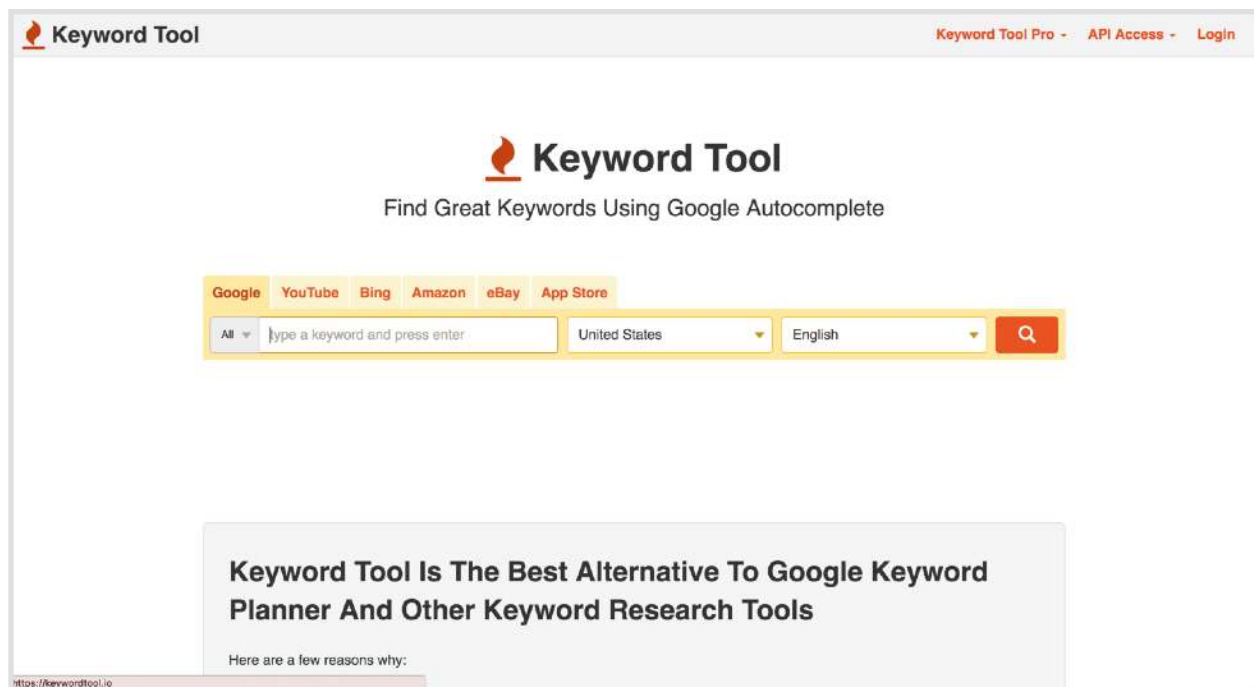 Keyword Tool
Keyword Tool Pro API Access Login
Keyword Tool
Find Great Keywords Using Google Autocomplete
Google YouTube Bing Amazon eBay App Store
All type a keyword and press enter United States English
Keyword Tool Is The Best Alternative To Google Keyword
Planner And Other Keyword Research Tools
Here are a few reasons why:
https://keywordtool.io